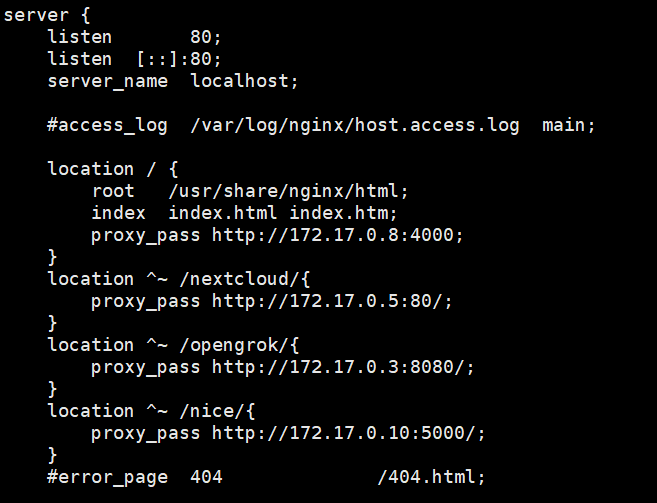 server {
    listen       80;
    listen  [::]:80;
    server_name  localhost;

    #access_log  /var/log/nginx/host.access.log  main;

    location / {
        root   /usr/share/nginx/html;
        index  index.html index.htm;
        proxy_pass http://172.17.0.8:4000;
    }
    location ^~ /nextcloud/{
        proxy_pass http://172.17.0.5:80/;
    }
    location ^~ /opengrok/{
        proxy_pass http://172.17.0.3:8080/;
    }
    location ^~ /nice/{
        proxy_pass http://172.17.0.10:5000/;
    }
    #error_page  404              /404.html;